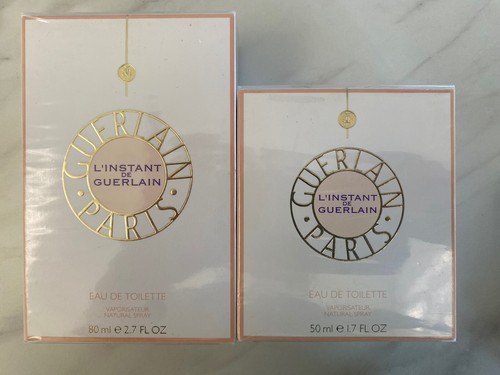 GUERLAIN
L'INSTANT
DE
GUERLAIN
PARIS
EAU DE TOILETTE
VAPORISATEUR
NATURAL SPRAY
80 ml e 2.7 FL OZ
GUERLAIN
L'INSTANT
DE
GUERLAIN
PARIS
EAU DE TOILETTE
VAPORISATEUR
NATURAL SPRAY
50 ml e 1.7 FL OZ